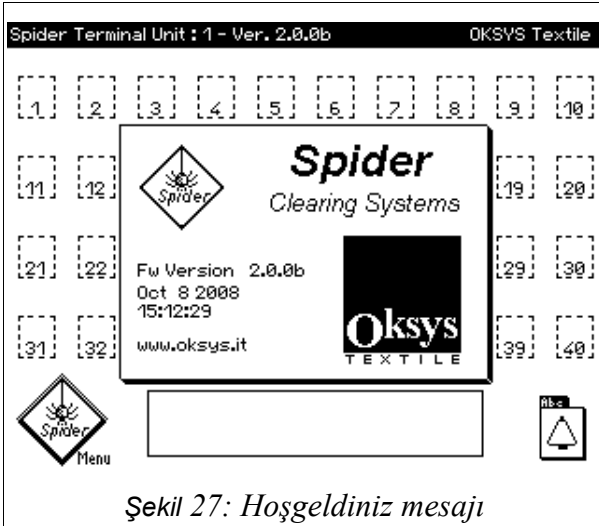 Spider Terminal Unit : 1 - Ver. 2.0.0b OKSYS Textile
1 2 3 4 5 6 7 8 9 10
11 12 19 20
21 22 29 30
31 32 39 40
Spider
Spider
Clearing Systems
Fw Version 2.0.0b
Oct 8 2008
15:12:29
www.oksys.it
Oksys
TEXTILE
Spider
Menu
Abc
Şekil 27: Hoşgeldiniz mesajı